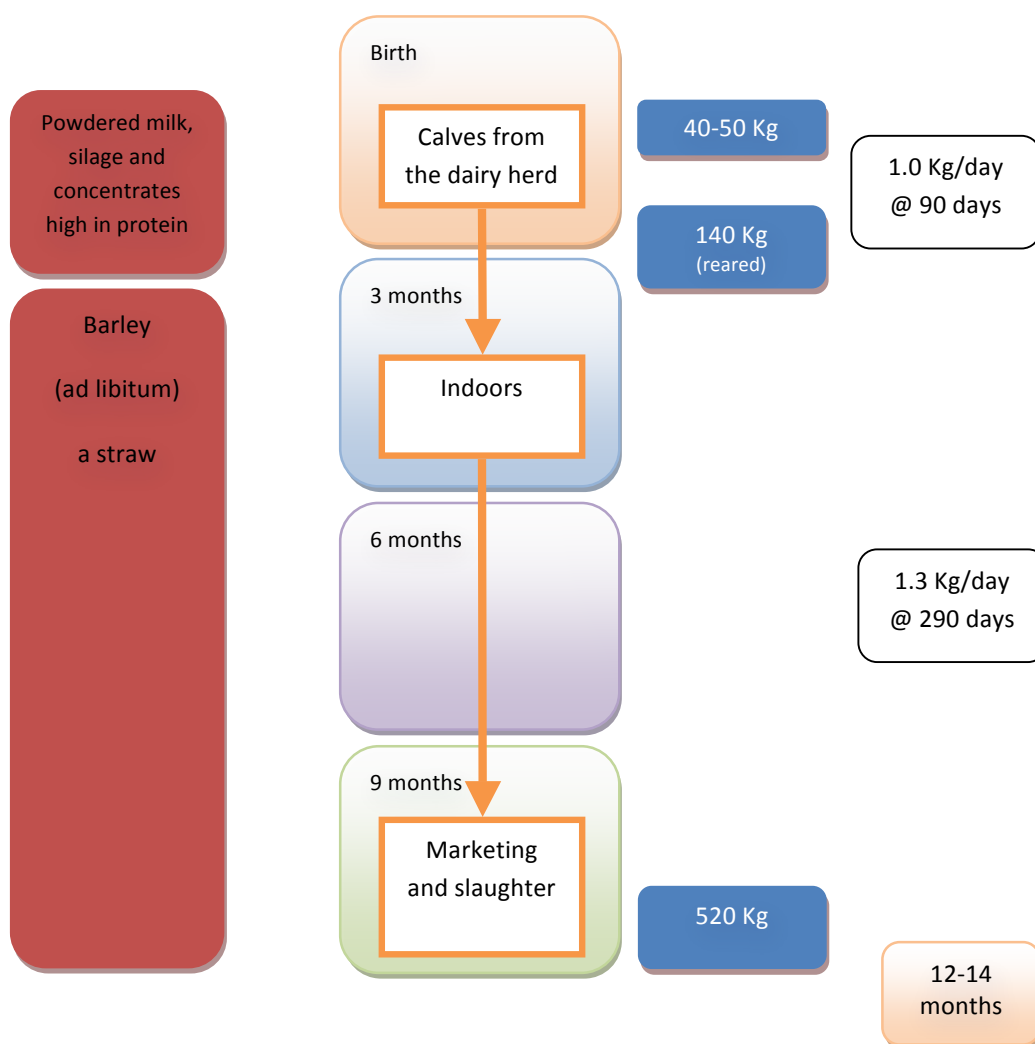 Birth
Powdered milk,
silage and
concentrates
high in protein
Calves from
the dairy herd
40-50 Kg
1.0 Kg/day
@ 90 days
140 Kg
(reared)
3 months
Barley
(ad libitum)
a straw
Indoors
6 months
1.3 Kg/day
@ 290 days
9 months
Marketing
and slaughter
520 Kg
12-14
months